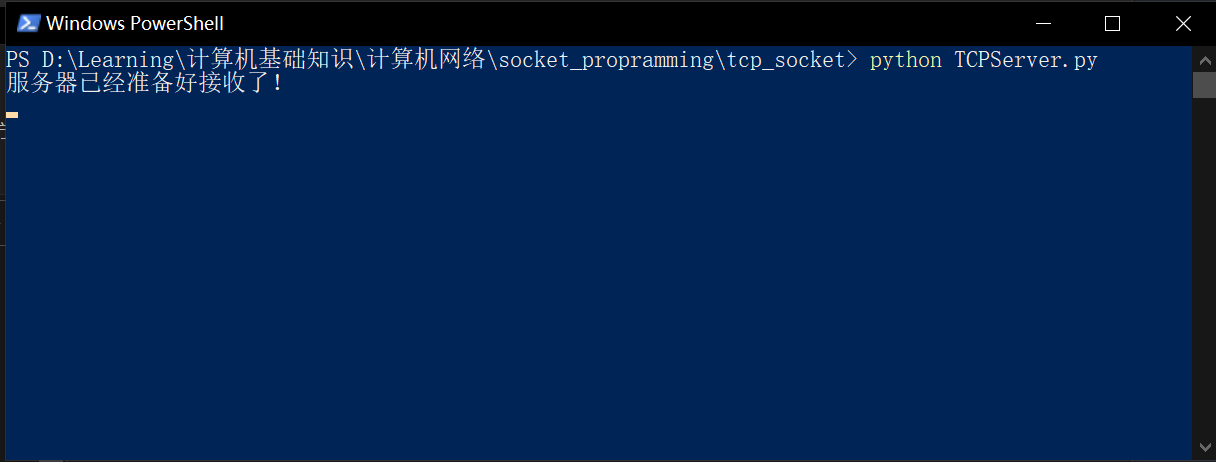 Windows PowerShell
PS D:\Learning\计算机基础知识\计算机网络\socket_propramming\tcp_socket> python TCPServer.py
服务器已经准备好接收了!